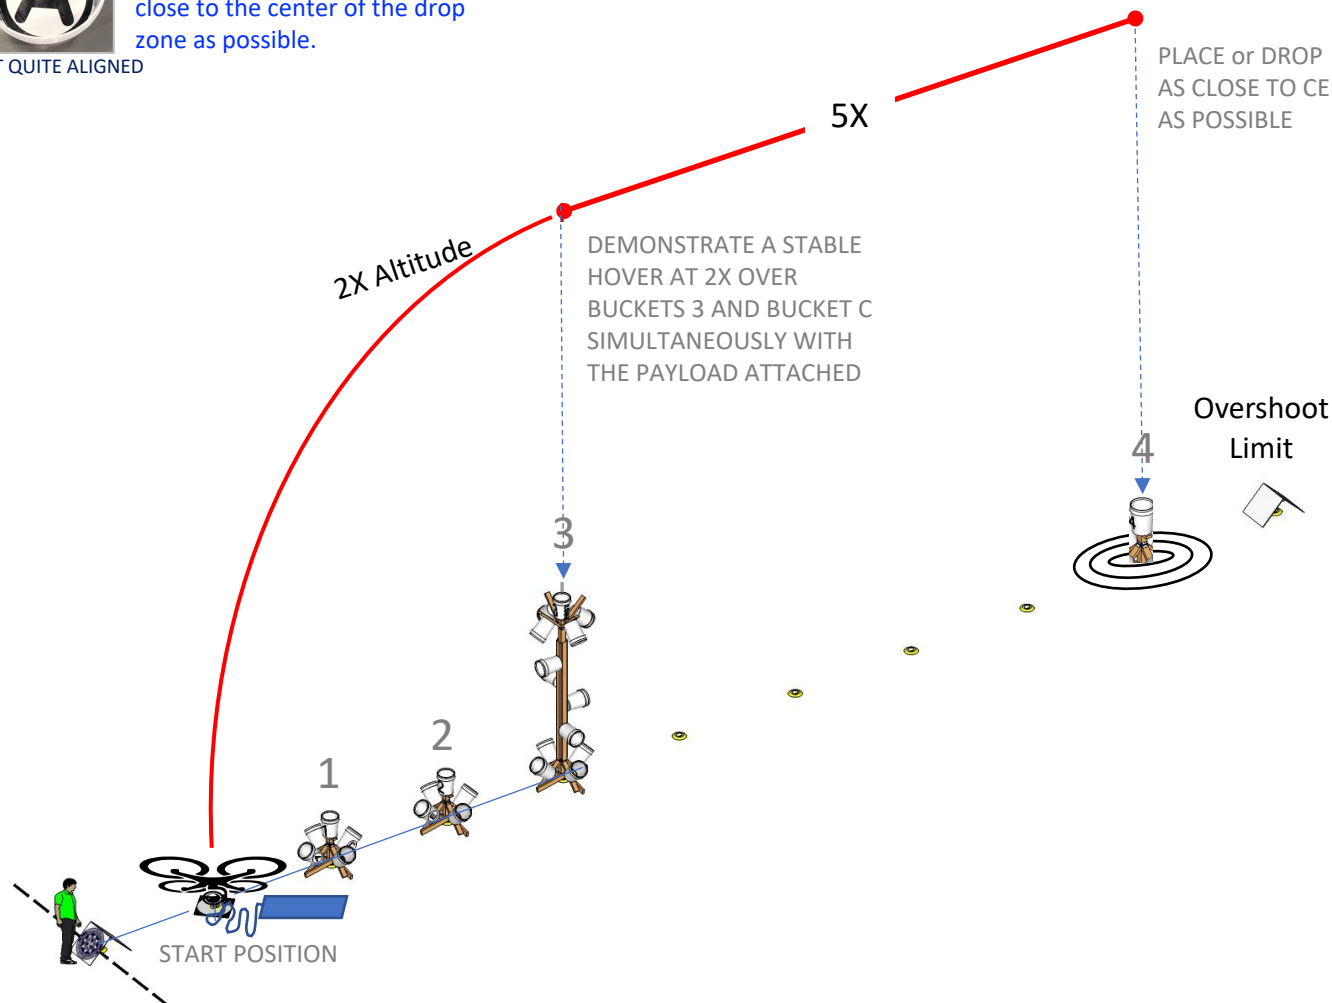 close to the center of the drop
zone as possible.
QUITE ALIGNED
5X
PLACE or DROP
AS CLOSE TO CE
AS POSSIBLE
2X Altitude
DEMONSTRATE A STABLE
HOVER AT 2X OVER
BUCKETS 3 AND BUCKET C
SIMULTANEOUSLY WITH
THE PAYLOAD ATTACHED
Overshoot
Limit
4
3
2
1
START POSITION